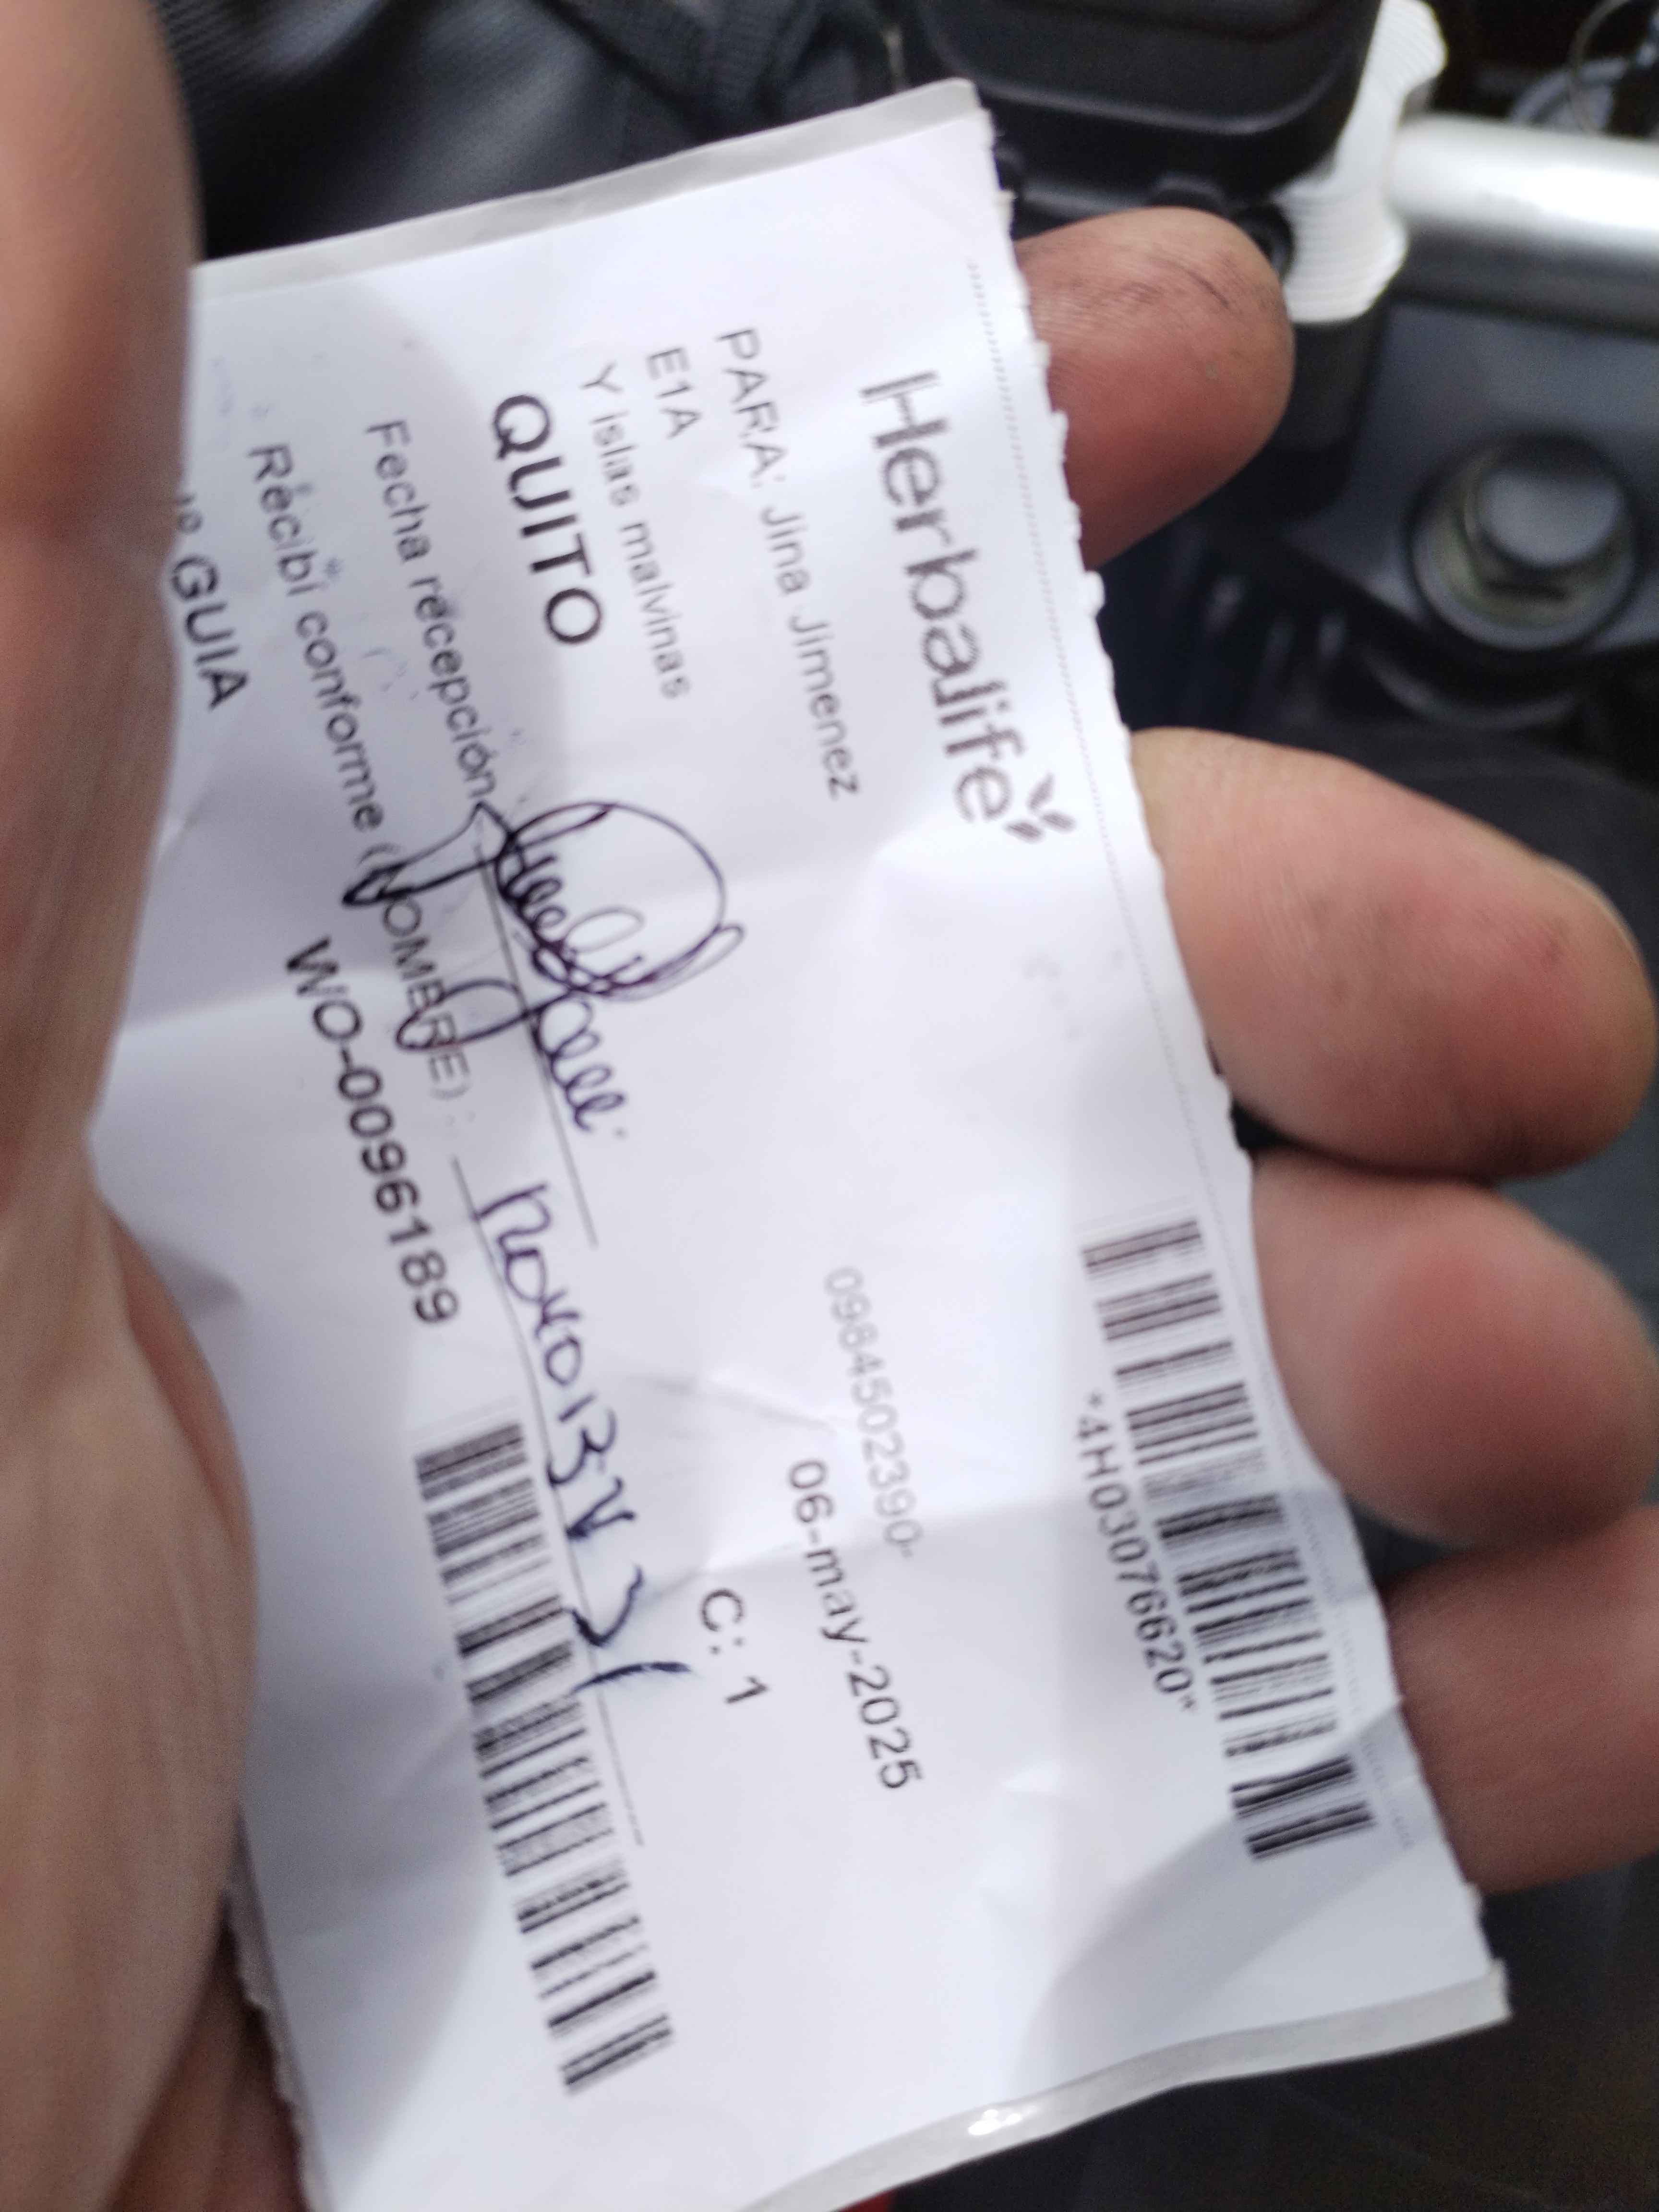 Herbalife
*4H03076620*
PARA: Jina Jimenez
0984502390-
E1A
06-may-2025
Y islas malvinas
C: 1
QUITO
Fecha recepción
Recibí conforme (NOMBRE) :
GUIA
WO-0096189